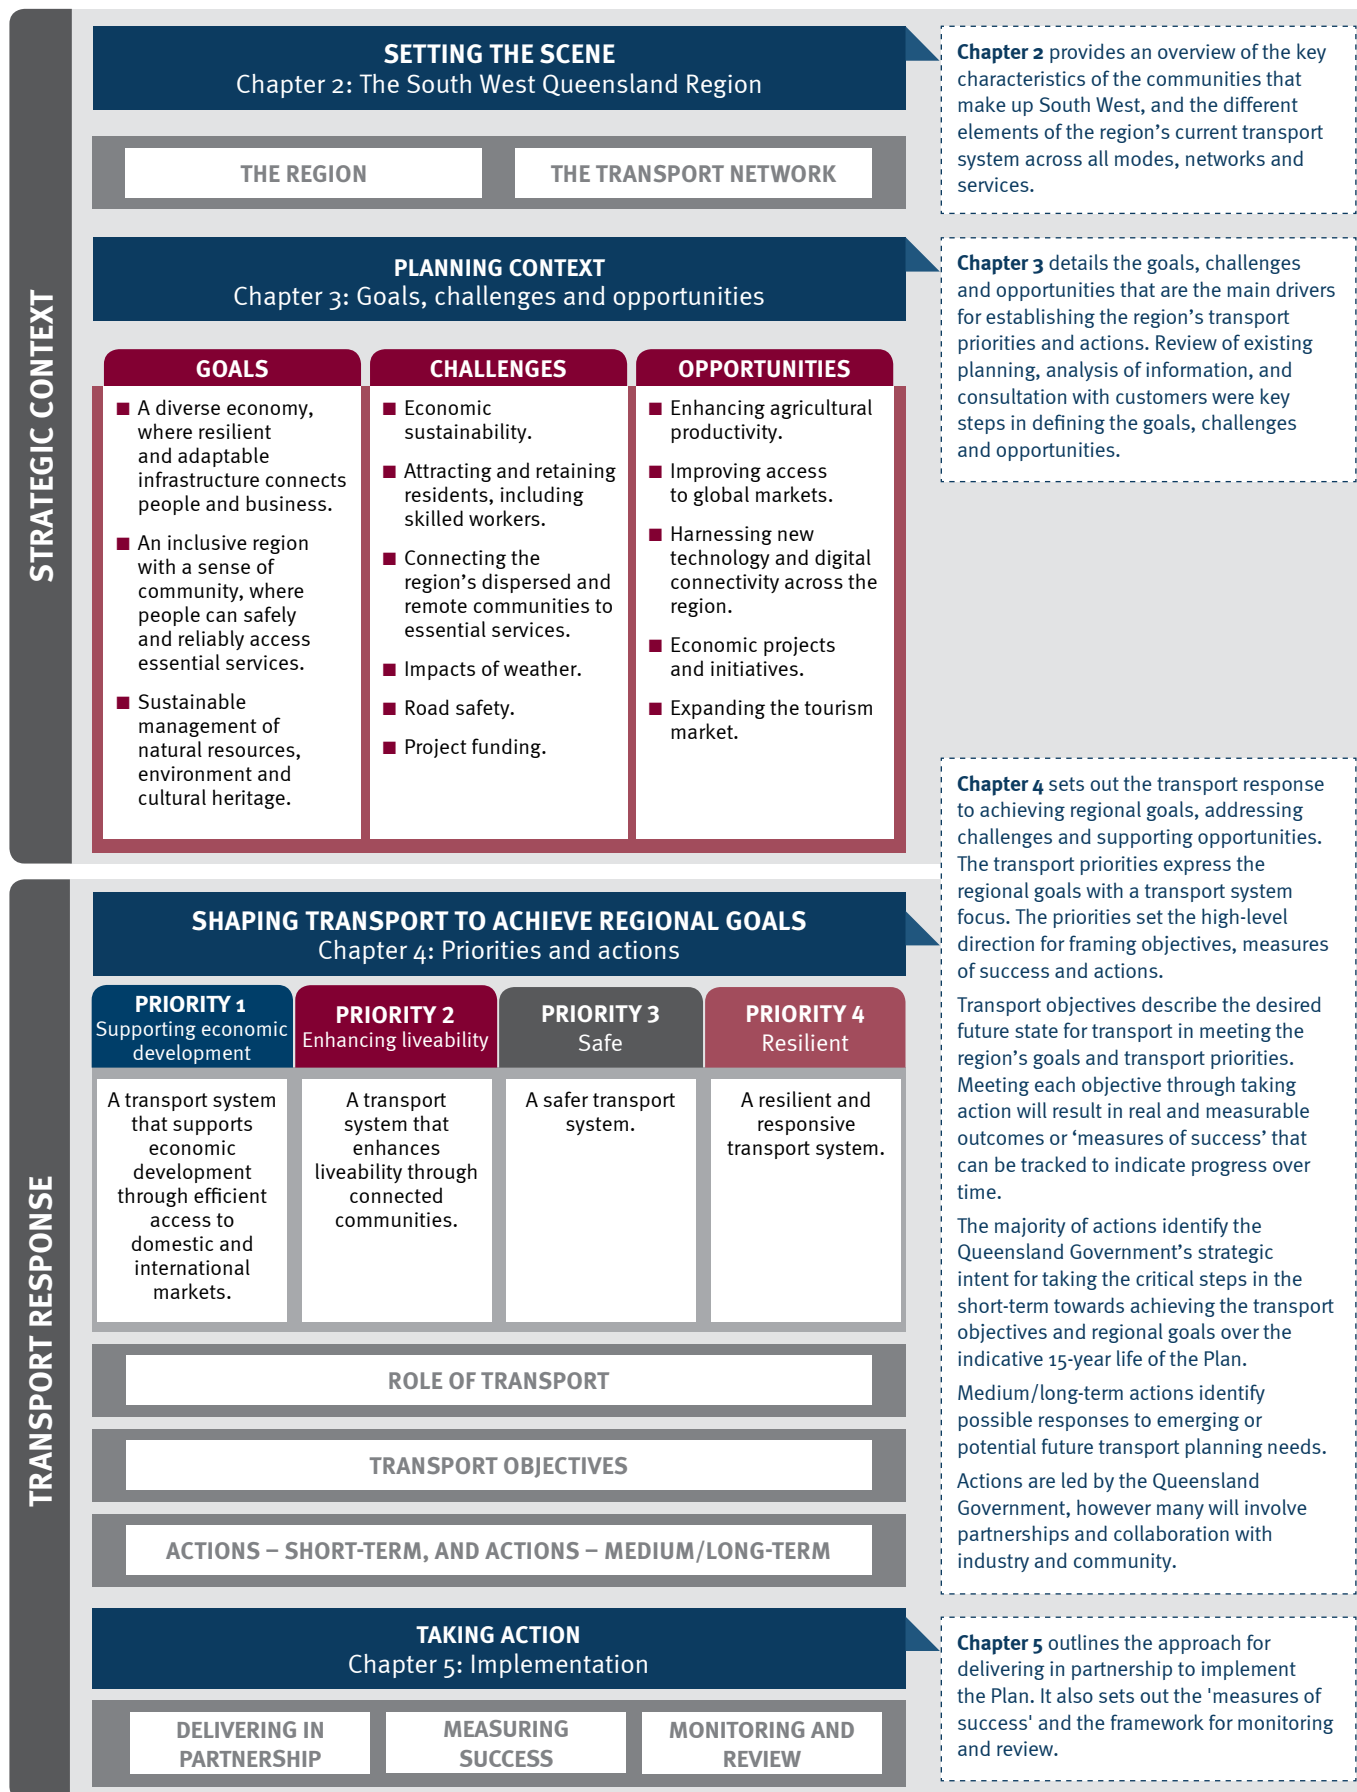 STRATEGIC CONTEXT
SETTING THE SCENE
Chapter 2: The South West Queensland Region
THE REGION
THE TRANSPORT NETWORK
Chapter 2 provides an overview of the key
characteristics of the communities that
make up South West, and the different
elements of the region’s current transport
system across all modes, networks and
services.
PLANNING CONTEXT
Chapter 3: Goals, challenges and opportunities
Chapter 3 details the goals, challenges
and opportunities that are the main drivers
for establishing the region’s transport
priorities and actions. Review of existing
planning, analysis of information, and
consultation with customers were key
steps in defining the goals, challenges
and opportunities.
GOALS
■ A diverse economy,
where resilient
and adaptable
infrastructure connects
people and business.
■ An inclusive region
with a sense of
community, where
people can safely
and reliably access
essential services.
■ Sustainable
management of
natural resources,
environment and
cultural heritage.
CHALLENGES
■ Economic
sustainability.
■ Attracting and retaining
residents, including
skilled workers.
■ Connecting the
region’s dispersed and
remote communities to
essential services.
■ Impacts of weather.
■ Road safety.
■ Project funding.
OPPORTUNITIES
■ Enhancing agricultural
productivity.
■ Improving access
to global markets.
■ Harnessing new
technology and digital
connectivity across the
region.
■ Economic projects
and initiatives.
■ Expanding the tourism
market.
TRANSPORT RESPONSE
SHAPING TRANSPORT TO ACHIEVE REGIONAL GOALS
Chapter 4: Priorities and actions
PRIORITY 1
Supporting economic
development
A transport system
that supports
economic
development
through efficient
access to
domestic and
international
markets.
PRIORITY 2
Enhancing liveability
A transport
system that
enhances
liveability through
connected
communities.
PRIORITY 3
Safe
A safer transport
system.
PRIORITY 4
Resilient
A resilient and
responsive
transport system.
ROLE OF TRANSPORT
TRANSPORT OBJECTIVES
ACTIONS – SHORT-TERM, AND ACTIONS – MEDIUM/LONG-TERM
Chapter 4 sets out the transport response
to achieving regional goals, addressing
challenges and supporting opportunities.
The transport priorities express the
regional goals with a transport system
focus. The priorities set the high-level
direction for framing objectives, measures
of success and actions.
Transport objectives describe the desired
future state for transport in meeting the
region’s goals and transport priorities.
Meeting each objective through taking
action will result in real and measurable
outcomes or ‘measures of success’ that
can be tracked to indicate progress over
time.
The majority of actions identify the
Queensland Government’s strategic
intent for taking the critical steps in the
short-term towards achieving the transport
objectives and regional goals over the
indicative 15-year life of the Plan.
Medium/long-term actions identify
possible responses to emerging or
potential future transport planning needs.
Actions are led by the Queensland
Government, however many will involve
partnerships and collaboration with
industry and community.
TAKING ACTION
Chapter 5: Implementation
DELIVERING IN
PARTNERSHIP
MEASURING
SUCCESS
MONITORING AND
REVIEW
Chapter 5 outlines the approach for
delivering in partnership to implement
the Plan. It also sets out the 'measures of
success' and the framework for monitoring
and review.